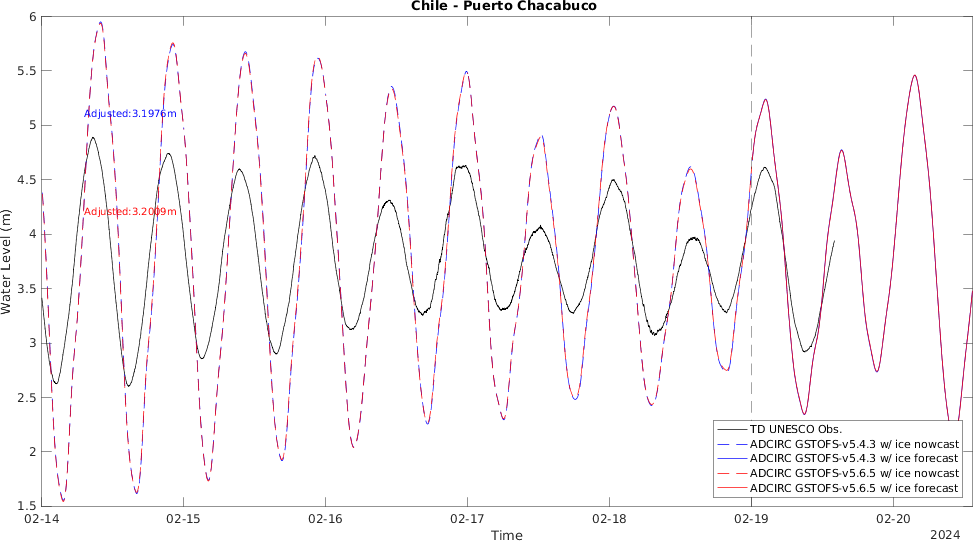 Chile - Puerto Chacabuco
Water Level (m)
6
5.5
5
4.5
4
3.5
3
2.5
2
1.5
Adjusted:3.1976m
Adjusted:3.2009m
TD UNESCO Obs.
ADCIRC GSTOFS-v5.4.3 w/ ice nowcast
ADCIRC GSTOFS-v5.4.3 w/ ice forecast
ADCIRC GSTOFS-v5.6.5 w/ ice nowcast
ADCIRC GSTOFS-v5.6.5 w/ ice forecast
02-14 02-15 02-16 02-17 02-18 02-19 02-20
Time
2024